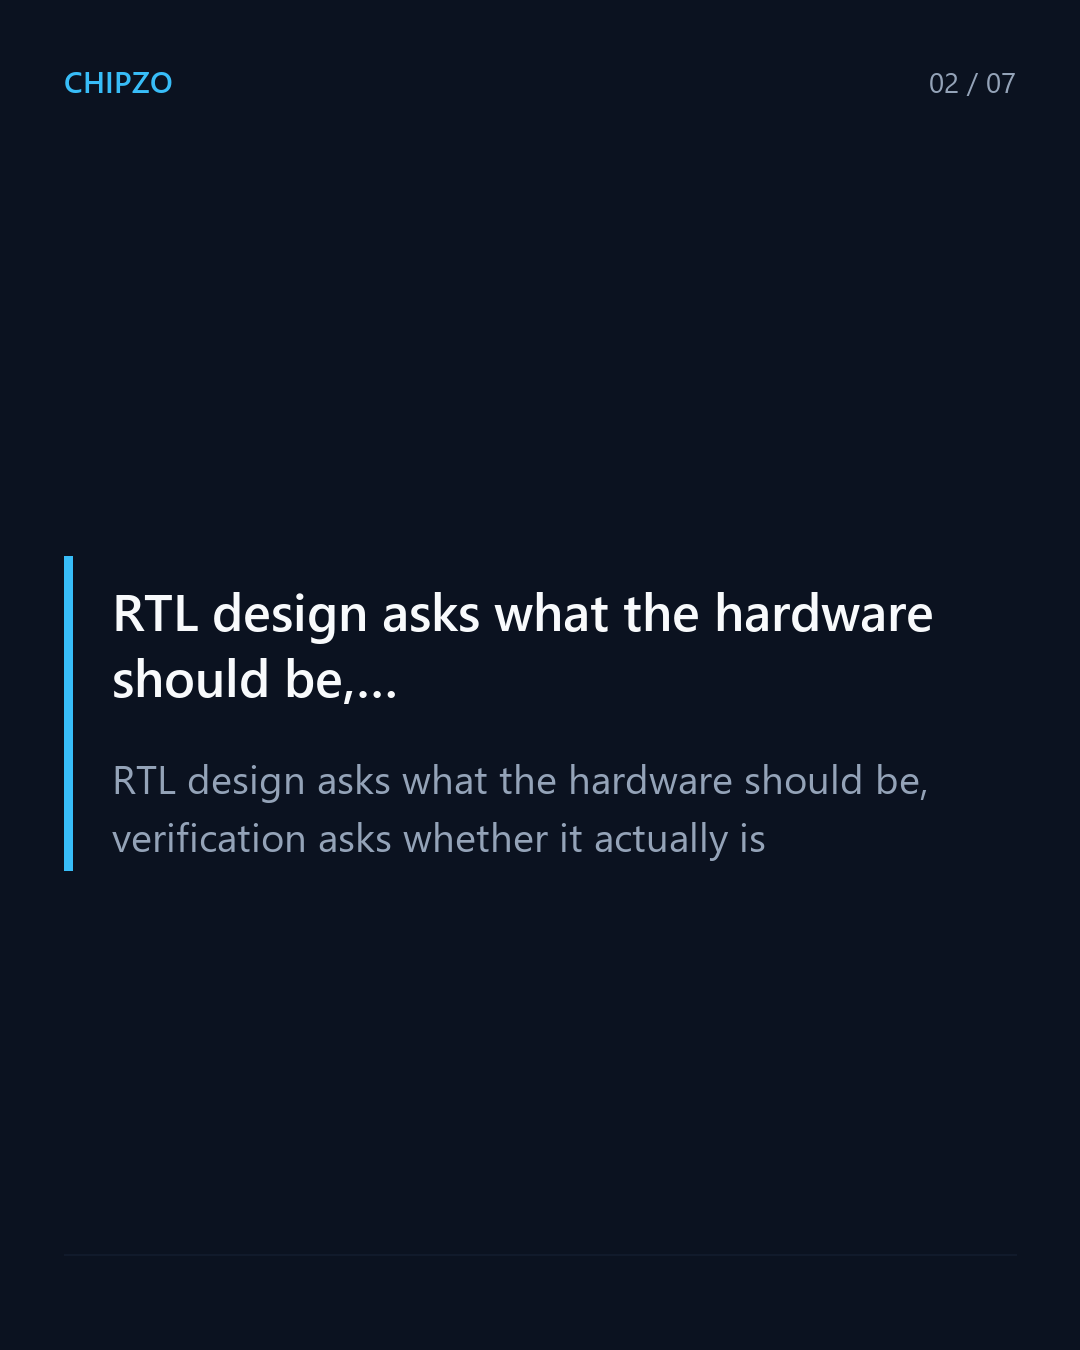 CHIPZO
02 / 07
RTL design asks what the hardware
should be,...
RTL design asks what the hardware should be,
verification asks whether it actually is